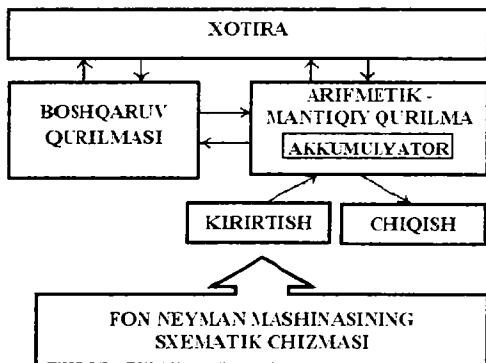 XOTIRA
BOSHQARUV
QURILMASI
ARIFMETIK -
MANTIQIY QURILMA
AKKUMULYATOR
KIRIRTISH
CHIQISH
FON NEYMAN MASHINASINING
SXEMATIK CHIZMASI